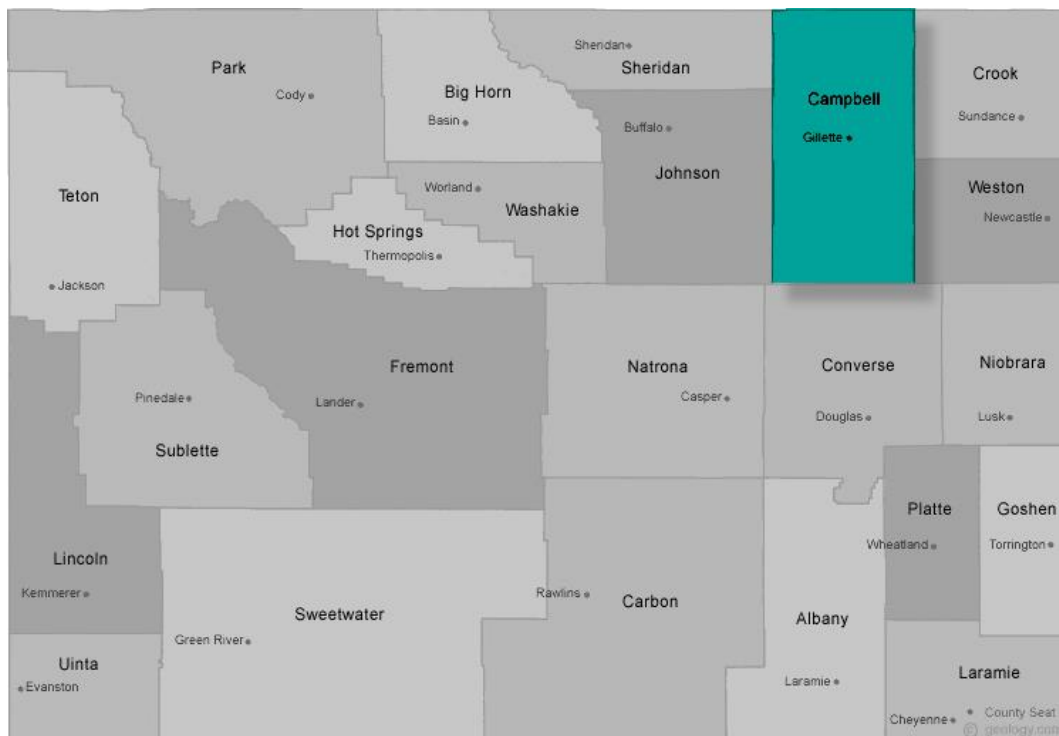 Park
Cody
Big Horn
Basin
Sheridan
Sheridan
Campbell
Gillette
Crook
Sundance
Teton
Jackson
Worland
Washakie
Hot Springs
Thermopolis
Buffalo
Johnson
Weston
Newcastle
Pinedale
Sublette
Fremont
Lander
Natrona
Casper
Converse
Douglas
Niobrara
Lusk
Lincoln
Kemmerer
Sweetwater
Green River
Rawlins
Carbon
Albany
Laramie
Platte
Wheatland
Goshen
Torrington
Uinta
Evanston
Laramie
Cheyenne
County Seat
© geology.com